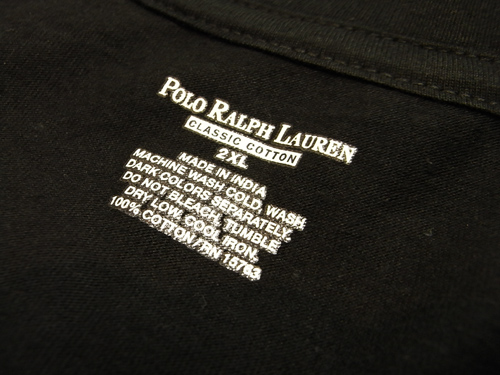 POLO RALPH LAUREN
CLASSIC COTTON
2XL
MADE IN INDIA
MACHINE WASH COLD, WASH
DARK COLORS SEPARATELY.
DO NOT BLEACH, TUMBLE
DRY LOW. COOL IRON.
100% COTTON/RN 15763